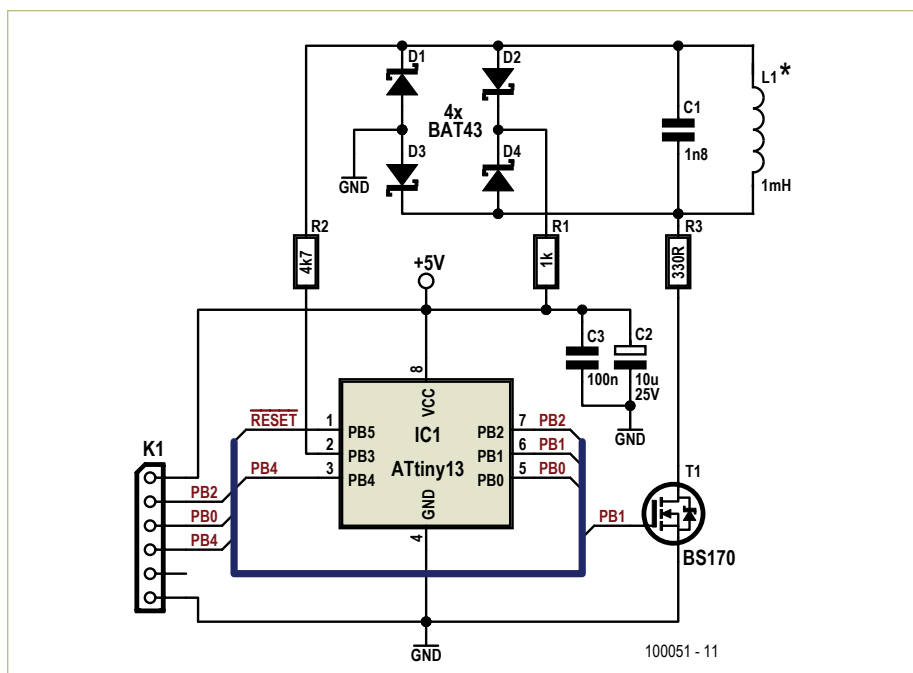 D1
D2
L1*
4x
BAT43
C1
1n8
D3
D4
GND
1mH
R2
4k7
+5V
R1
1k
R3
330R
C3
100n
C2
10u
25V
GND
8
VCC
RESET
1
PB5
IC1
ATtiny13
PB2
7
PB2
2
PB3
PB1
6
PB1
3
PB4
PB0
5
PB0
PB4
GND
4
K1
PB2
PB0
PB4
PB1
T1
BS170
GND
100051 - 11